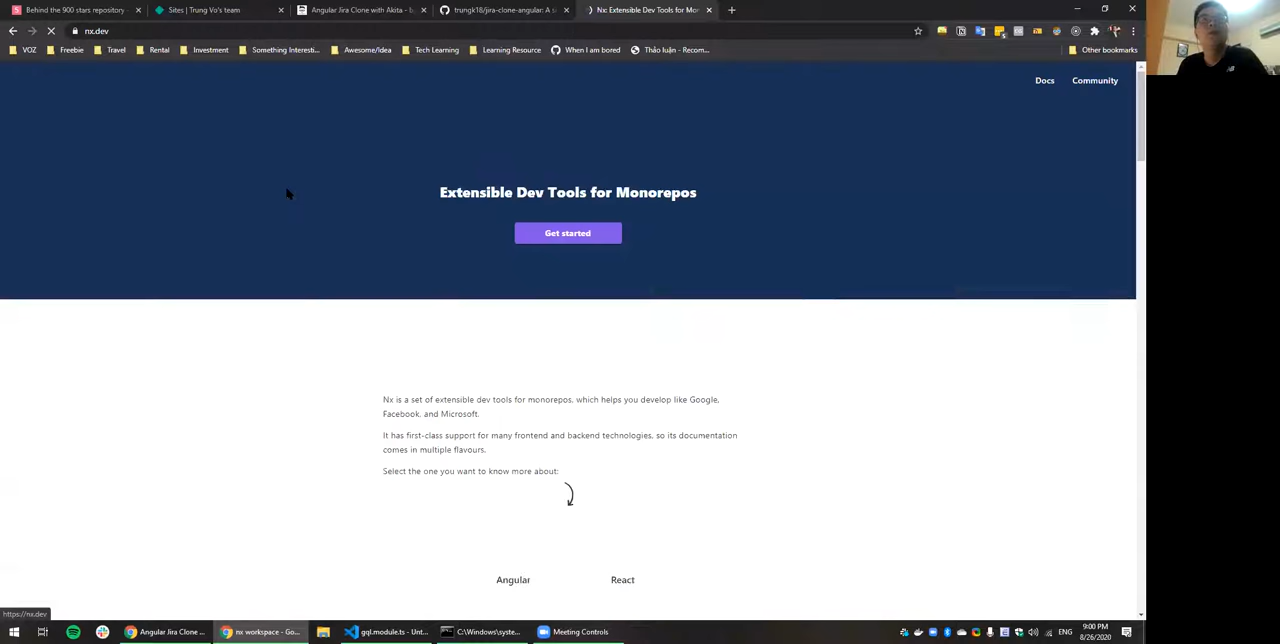 Behind the 900 stars repository
Sites | Trung Vo's team
Angular Jira Clone with Akita - b
trungk18/jira-clone-angular: A si
Nx: Extensible Dev Tools for Mor
nx.dev
VOZ
Freebie
Travel
Rental
Investment
Something Interesti...
Awesome/Idea
Tech Learning
Learning Resource
When I am bored
Thảo luận - Recom...
Other bookmarks
Docs
Community
Extensible Dev Tools for Monorepos
Get started
Nx is a set of extensible dev tools for monorepos, which helps you develop like Google,
Facebook, and Microsoft.
It has first-class support for many frontend and backend technologies, so its documentation
comes in multiple flavours.
Select the one you want to know more about:
Angular
React
https://nx.dev
Angular Jira Clone ...
nx workspace - Go...
gql.module.ts - Unt...
C:\Windows\syste...
Meeting Controls
ENG
9:00 PM
8/26/2020